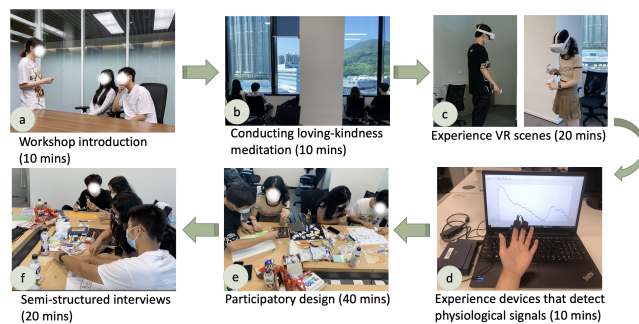 a
Workshop introduction
(10 mins)
b
Conducting loving-kindness
meditation (10 mins)
c
Experience VR scenes (20 mins)
d
Experience devices that detect
physiological signals (10 mins)
e
Participatory design (40 mins)
f
Semi-structured interviews
(20 mins)